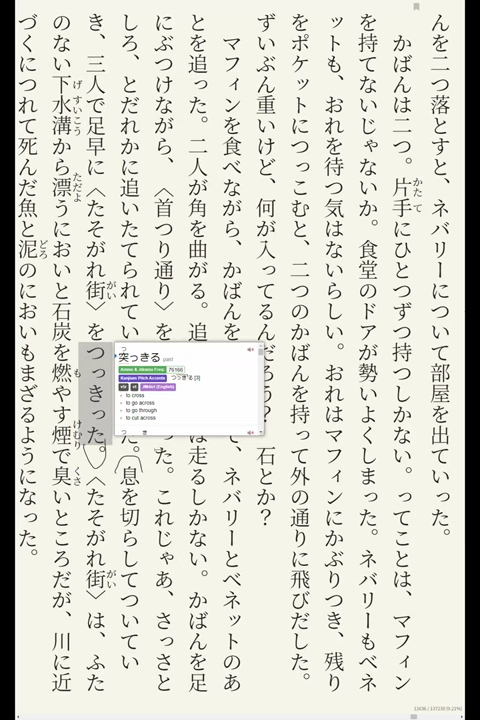 んを二つ落とすと、ネバリーについて部屋を出ていった。
かばんは二つ。片手にひとつずつ持つしかない。ってことは、マフィン
を持てないじゃないか。食堂のドアが勢いよくしまった。ネバリーもベネ
ットも、おれを待つ気はないらしい。おれはマフィンにかぶりつき、残り
をポケットにつっこむと、二つのかばんを持って外の通りに飛びだした。
ずいぶん重いけど、何が入ってるんだろう？　石とか？
マフィンを食べながら、かばんを て、ネバリーとベネットのあ
とを追った。二人が角を曲がる。追 は走るしかない。かばんを足
にぶつけながら、〈首つり通り〉を った。これじゃあ、さっさと
しろ、とだれかに追いたてられてい た。息を切らしてついてい
き、三人で足早に〈たそがれ街〉をつっきった。〈たそがれ街〉は、ふた
のない下水溝から漂うにおいと石炭を燃やす煙で臭いところだが、川に近
づくにつれて死んだ魚と泥のにおいもまざるようになった。
突っきる
76166
つっきる [3]
v5r vt JMdict (English)
to cross
to go across
to go through
to cut across